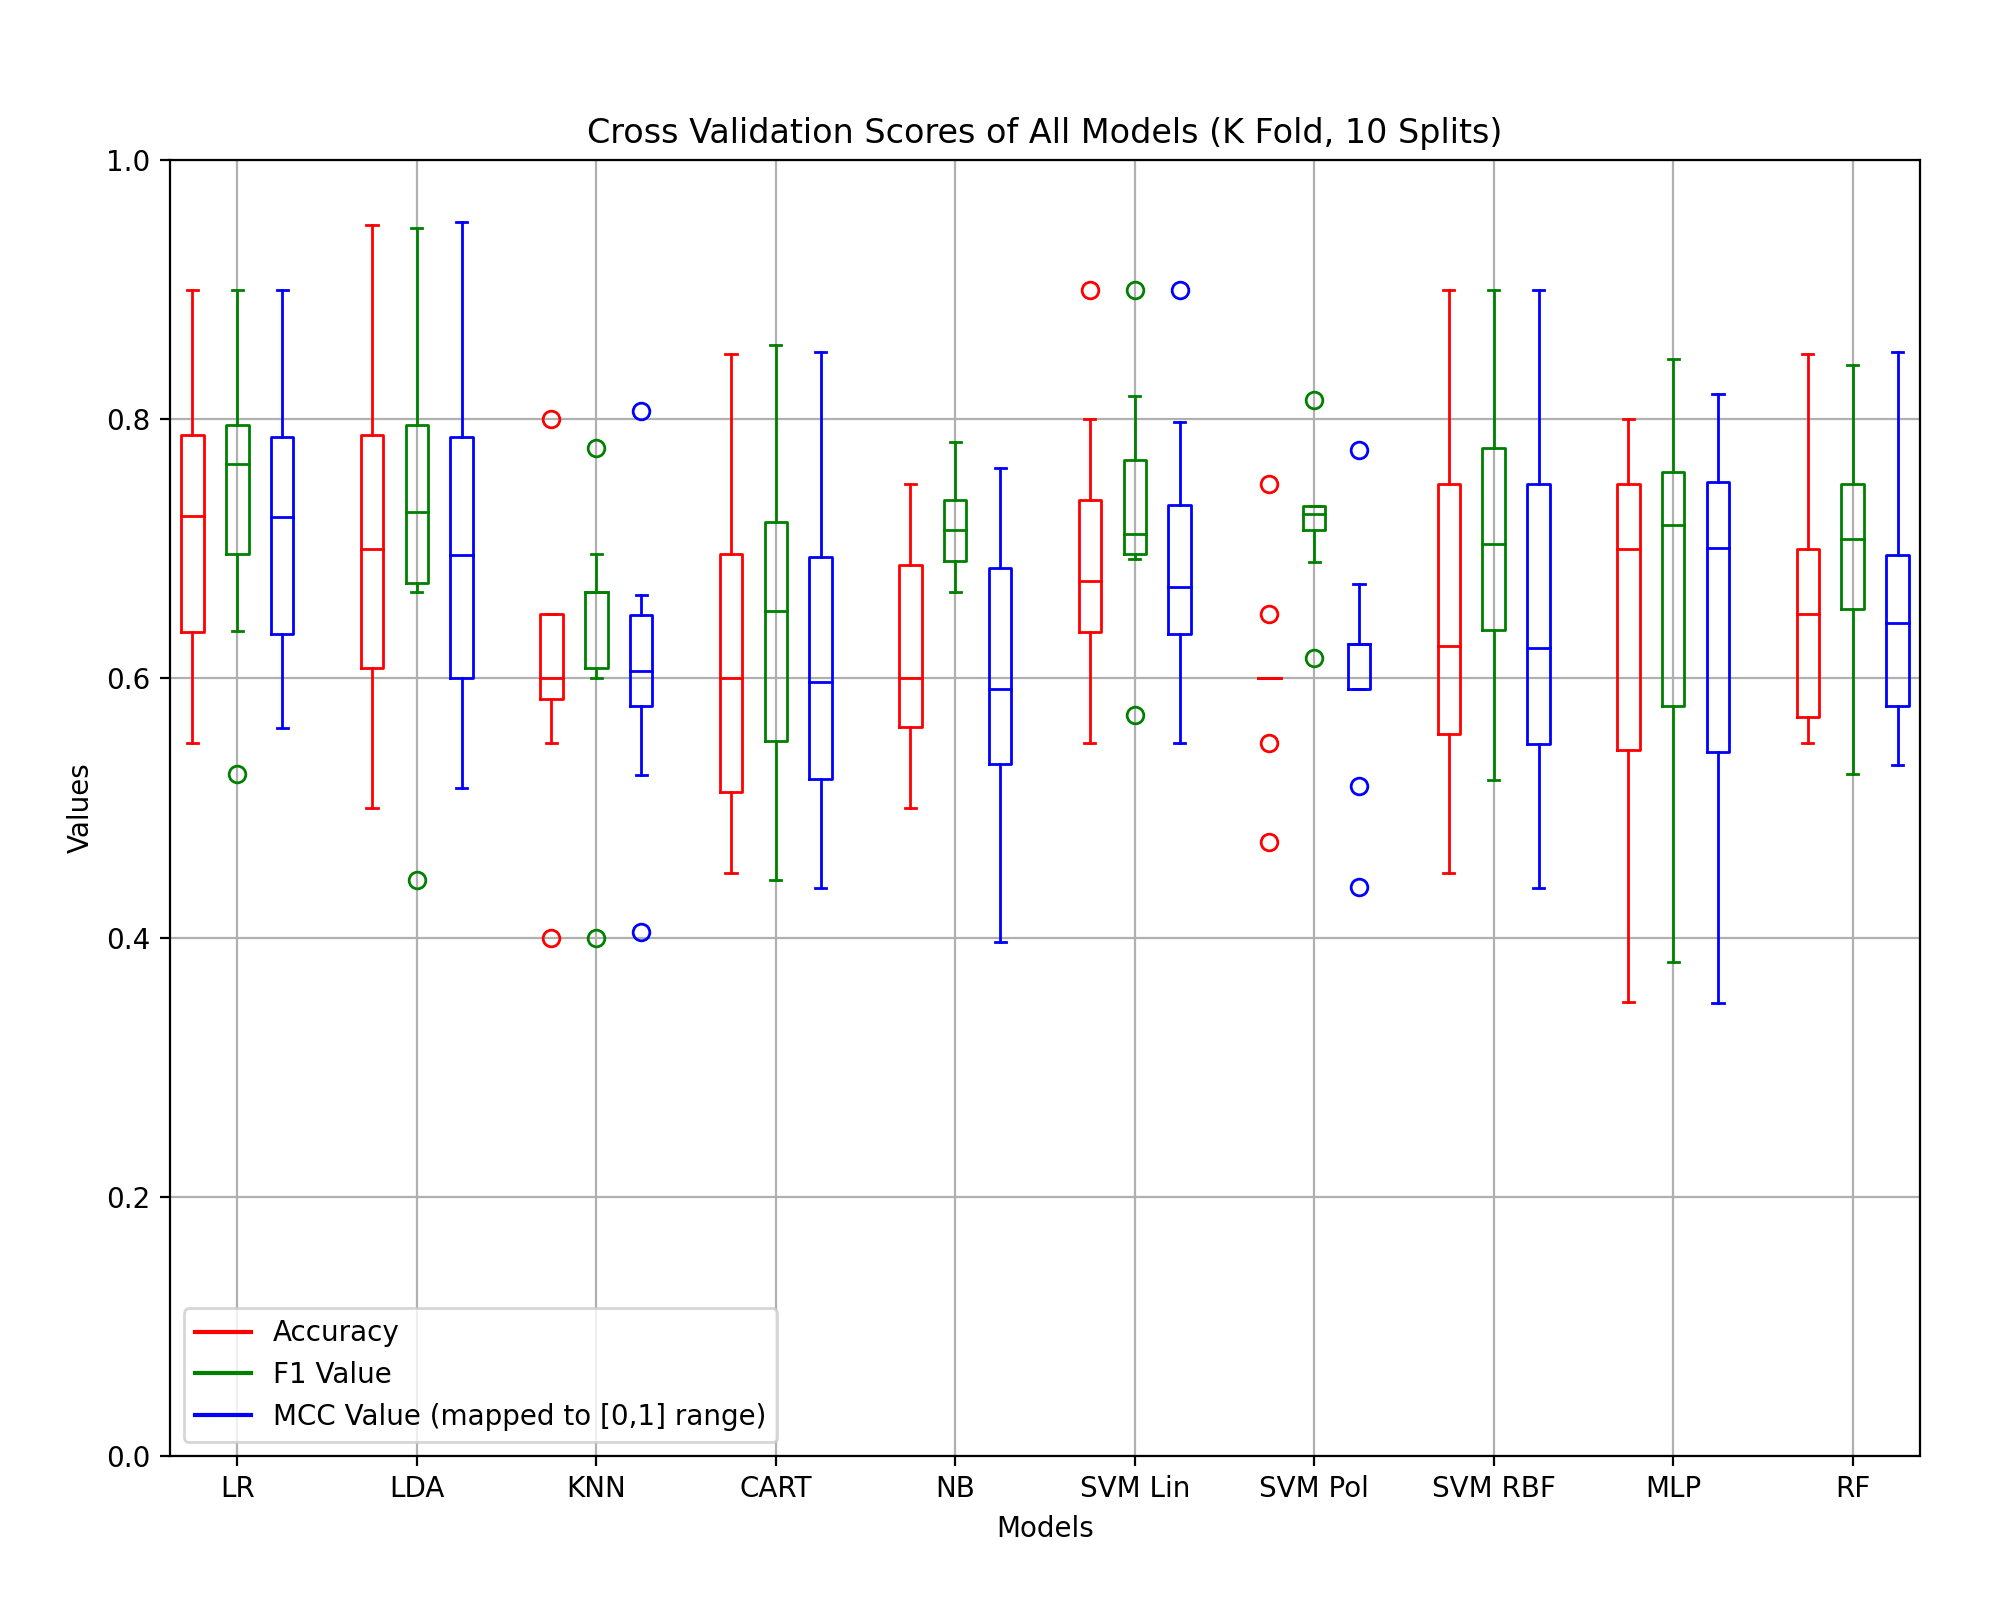 Cross Validation Scores of All Models (K Fold, 10 Splits)
1.0
0.8
0.6
0.4
0.2
0.0
Values
Accuracy
F1 Value
MCC Value (mapped to [0,1] range)
LR LDA KNN CART NB SVM Lin SVM Pol SVM RBF MLP RF
Models